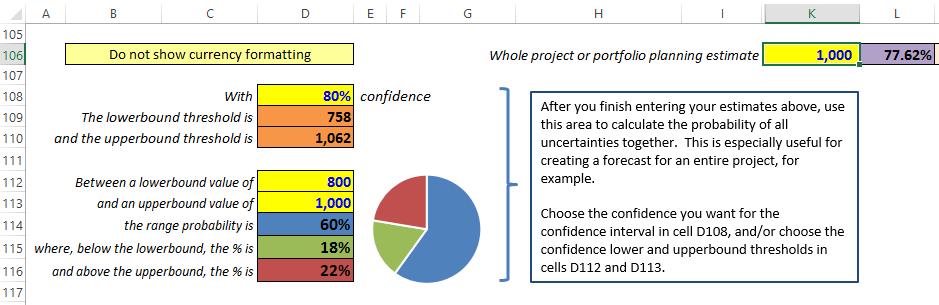 A B C D E F G H I J K L
105
106 Do not show currency formatting Whole project or portfolio planning estimate 1,000 77.62%
107
108 With 80% confidence
109 The lowerbound threshold is 758
110 and the upperbound threshold is 1,062
111
112 Between a lowerbound value of 800
113 and an upperbound value of 1,000
114 the range probability is 60%
115 where, below the lowerbound, the % is 18%
116 and above the upperbound, the % is 22%
117
After you finish entering your estimates above, use
this area to calculate the probability of all
uncertainties together. This is especially useful for
creating a forecast for an entire project, for
example.
Choose the confidence you want for the
confidence interval in cell D108, and/or choose the
confidence lower and upperbound thresholds in
cells D112 and D113.